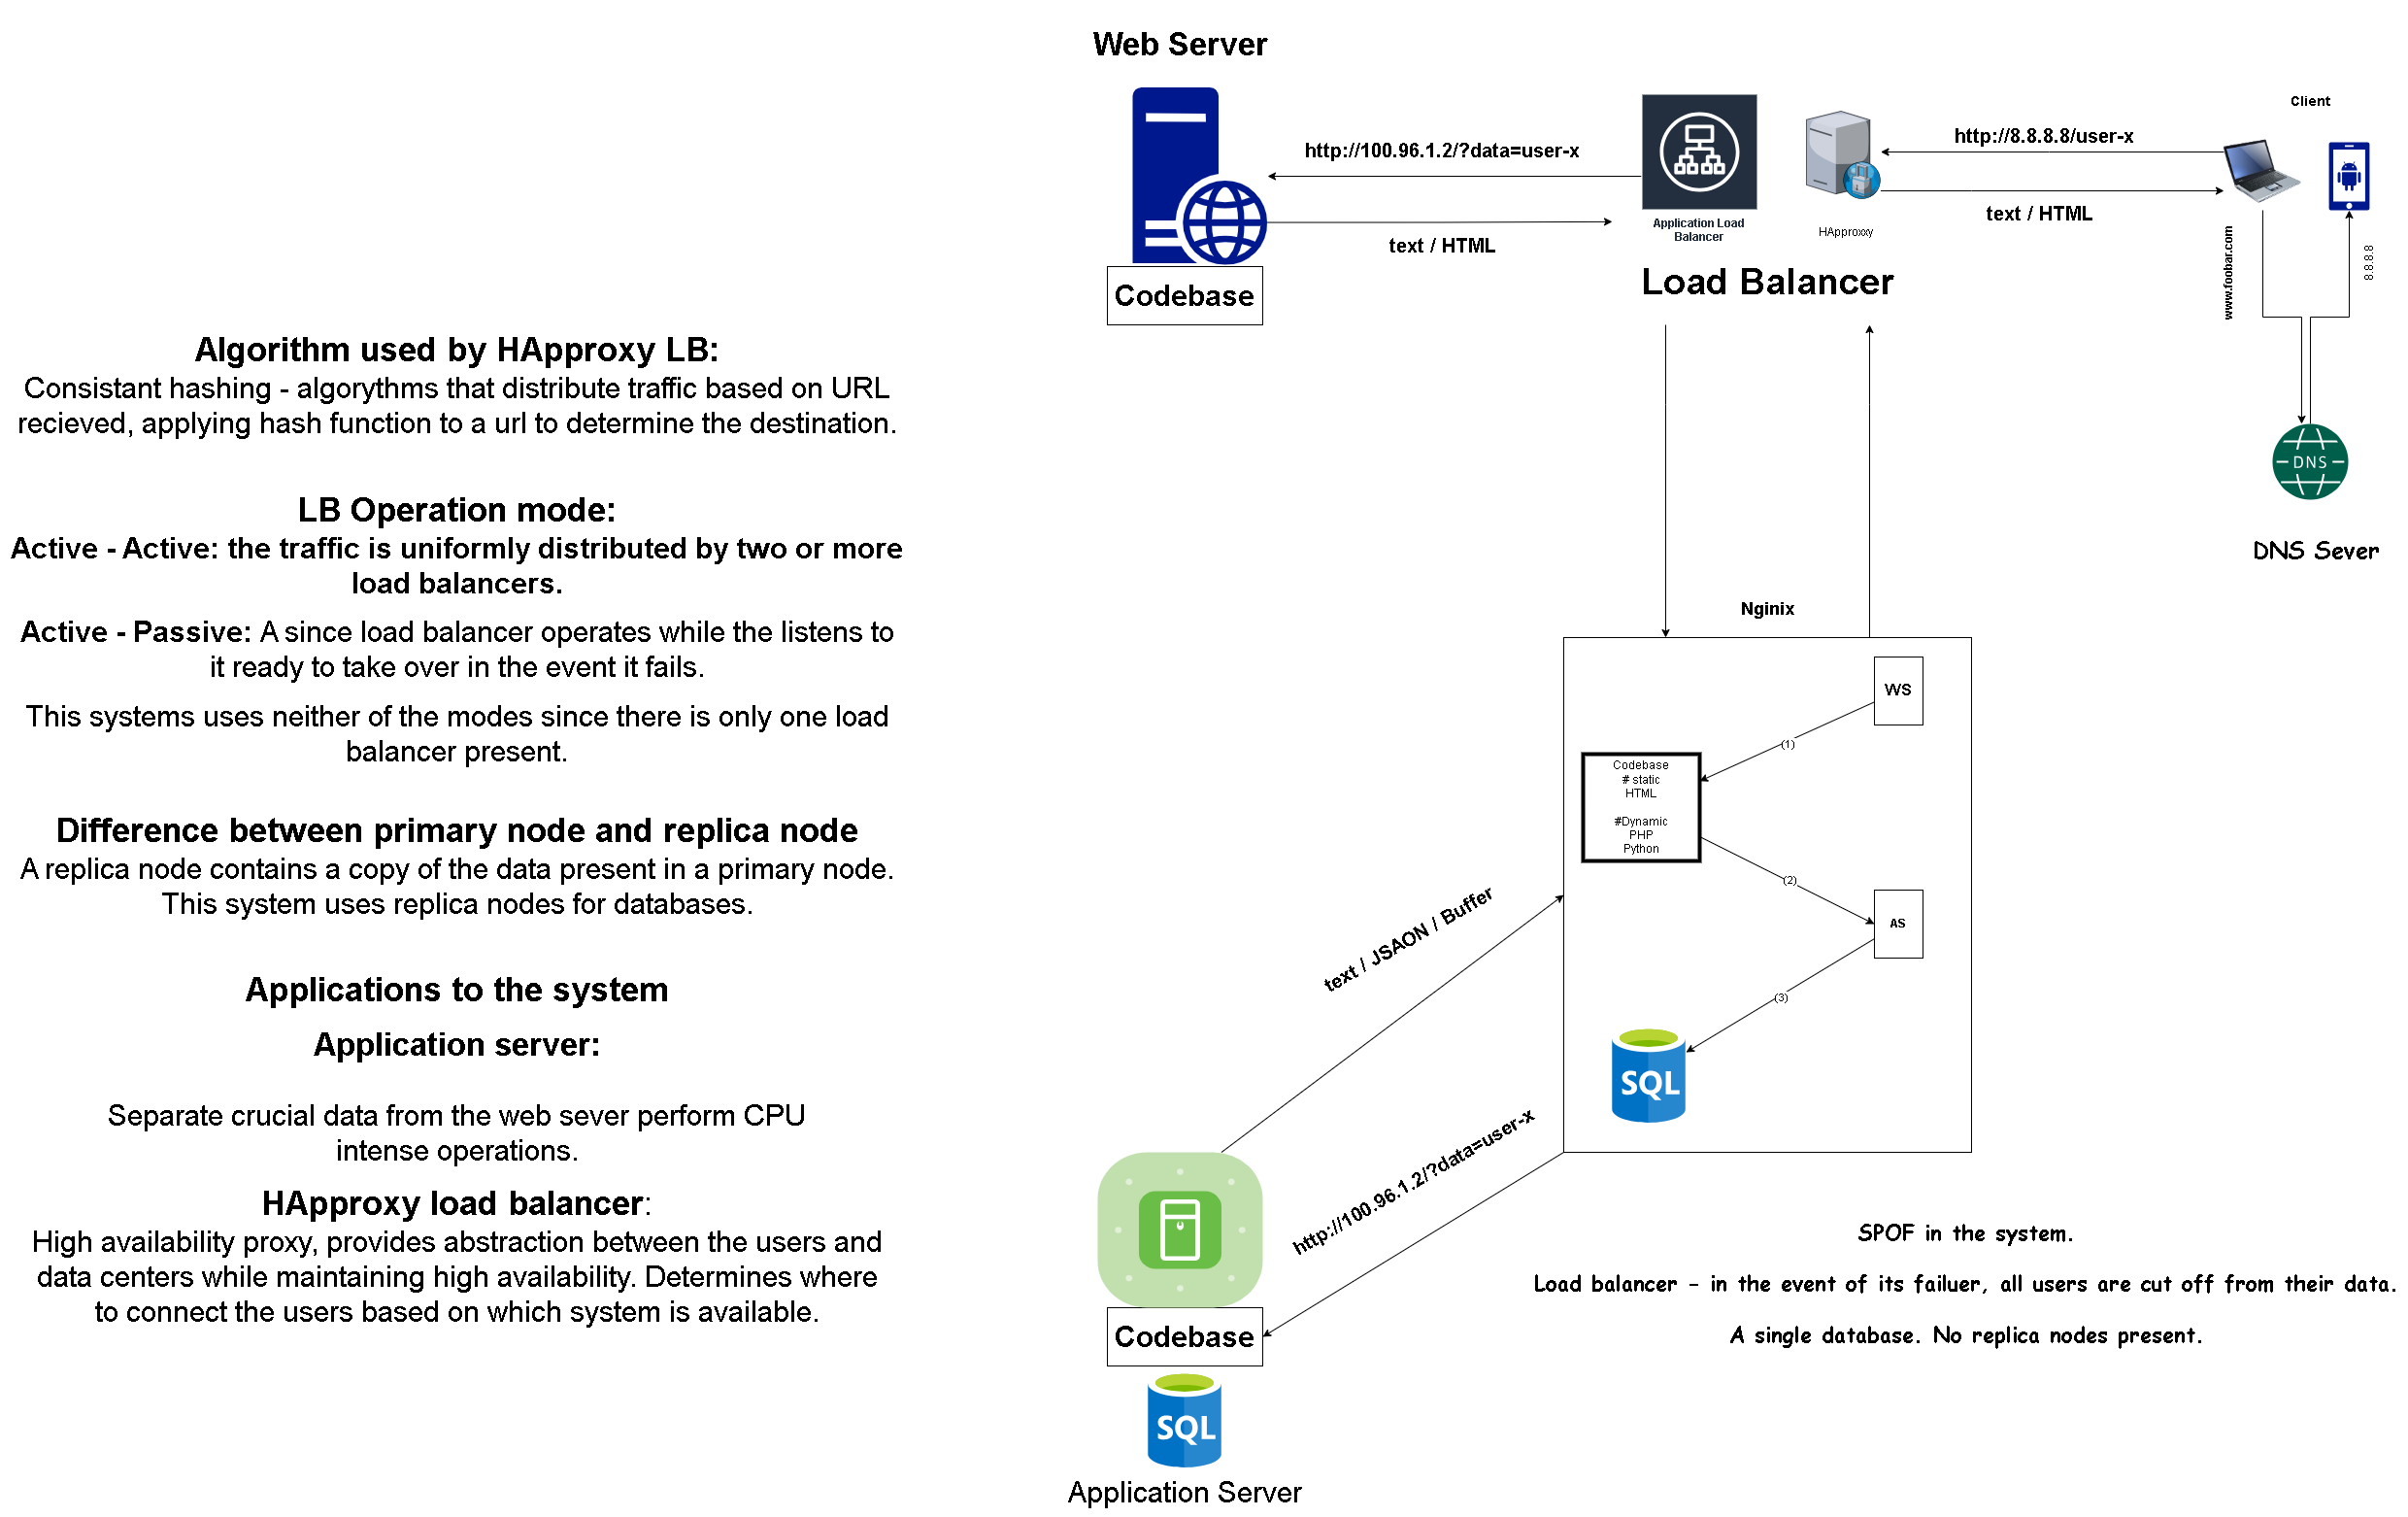 Web Server
Client
http://100.96.1.2/?data=user-x
http://8.8.8.8/user-x
text / HTML
text / HTML
Application Load
Balancer
HApproxxy
Load Balancer
Codebase
www.foobar.com
8.8.8.8
DNS
DNS Sever
Algorithm used by HApproxy LB:
Consistant hashing - algorythms that distribute traffic based on URL
recieved, applying hash function to a url to determine the destination.
LB Operation mode:
Active - Active: the traffic is uniformly distributed by two or more
load balancers.
Active - Passive: A since load balancer operates while the listens to
it ready to take over in the event it fails.
This systems uses neither of the modes since there is only one load
balancer present.
Difference between primary node and replica node
A replica node contains a copy of the data present in a primary node.
This system uses replica nodes for databases.
Applications to the system
Application server:
Separate crucial data from the web sever perform CPU
intense operations.
HApproxy load balancer:
High availability proxy, provides abstraction between the users and
data centers while maintaining high availability. Determines where
to connect the users based on which system is available.
Nginix
WS
(1)
Codebase
# static
HTML
#Dynamic
PHP
Python
(2)
AS
(3)
SQL
text / JSAON / Buffer
http://100.96.1.2/?data=user-x
Codebase
SQL
Application Server
SPOF in the system.
Load balancer - in the event of its failuer, all users are cut off from their data.
A single database. No replica nodes present.